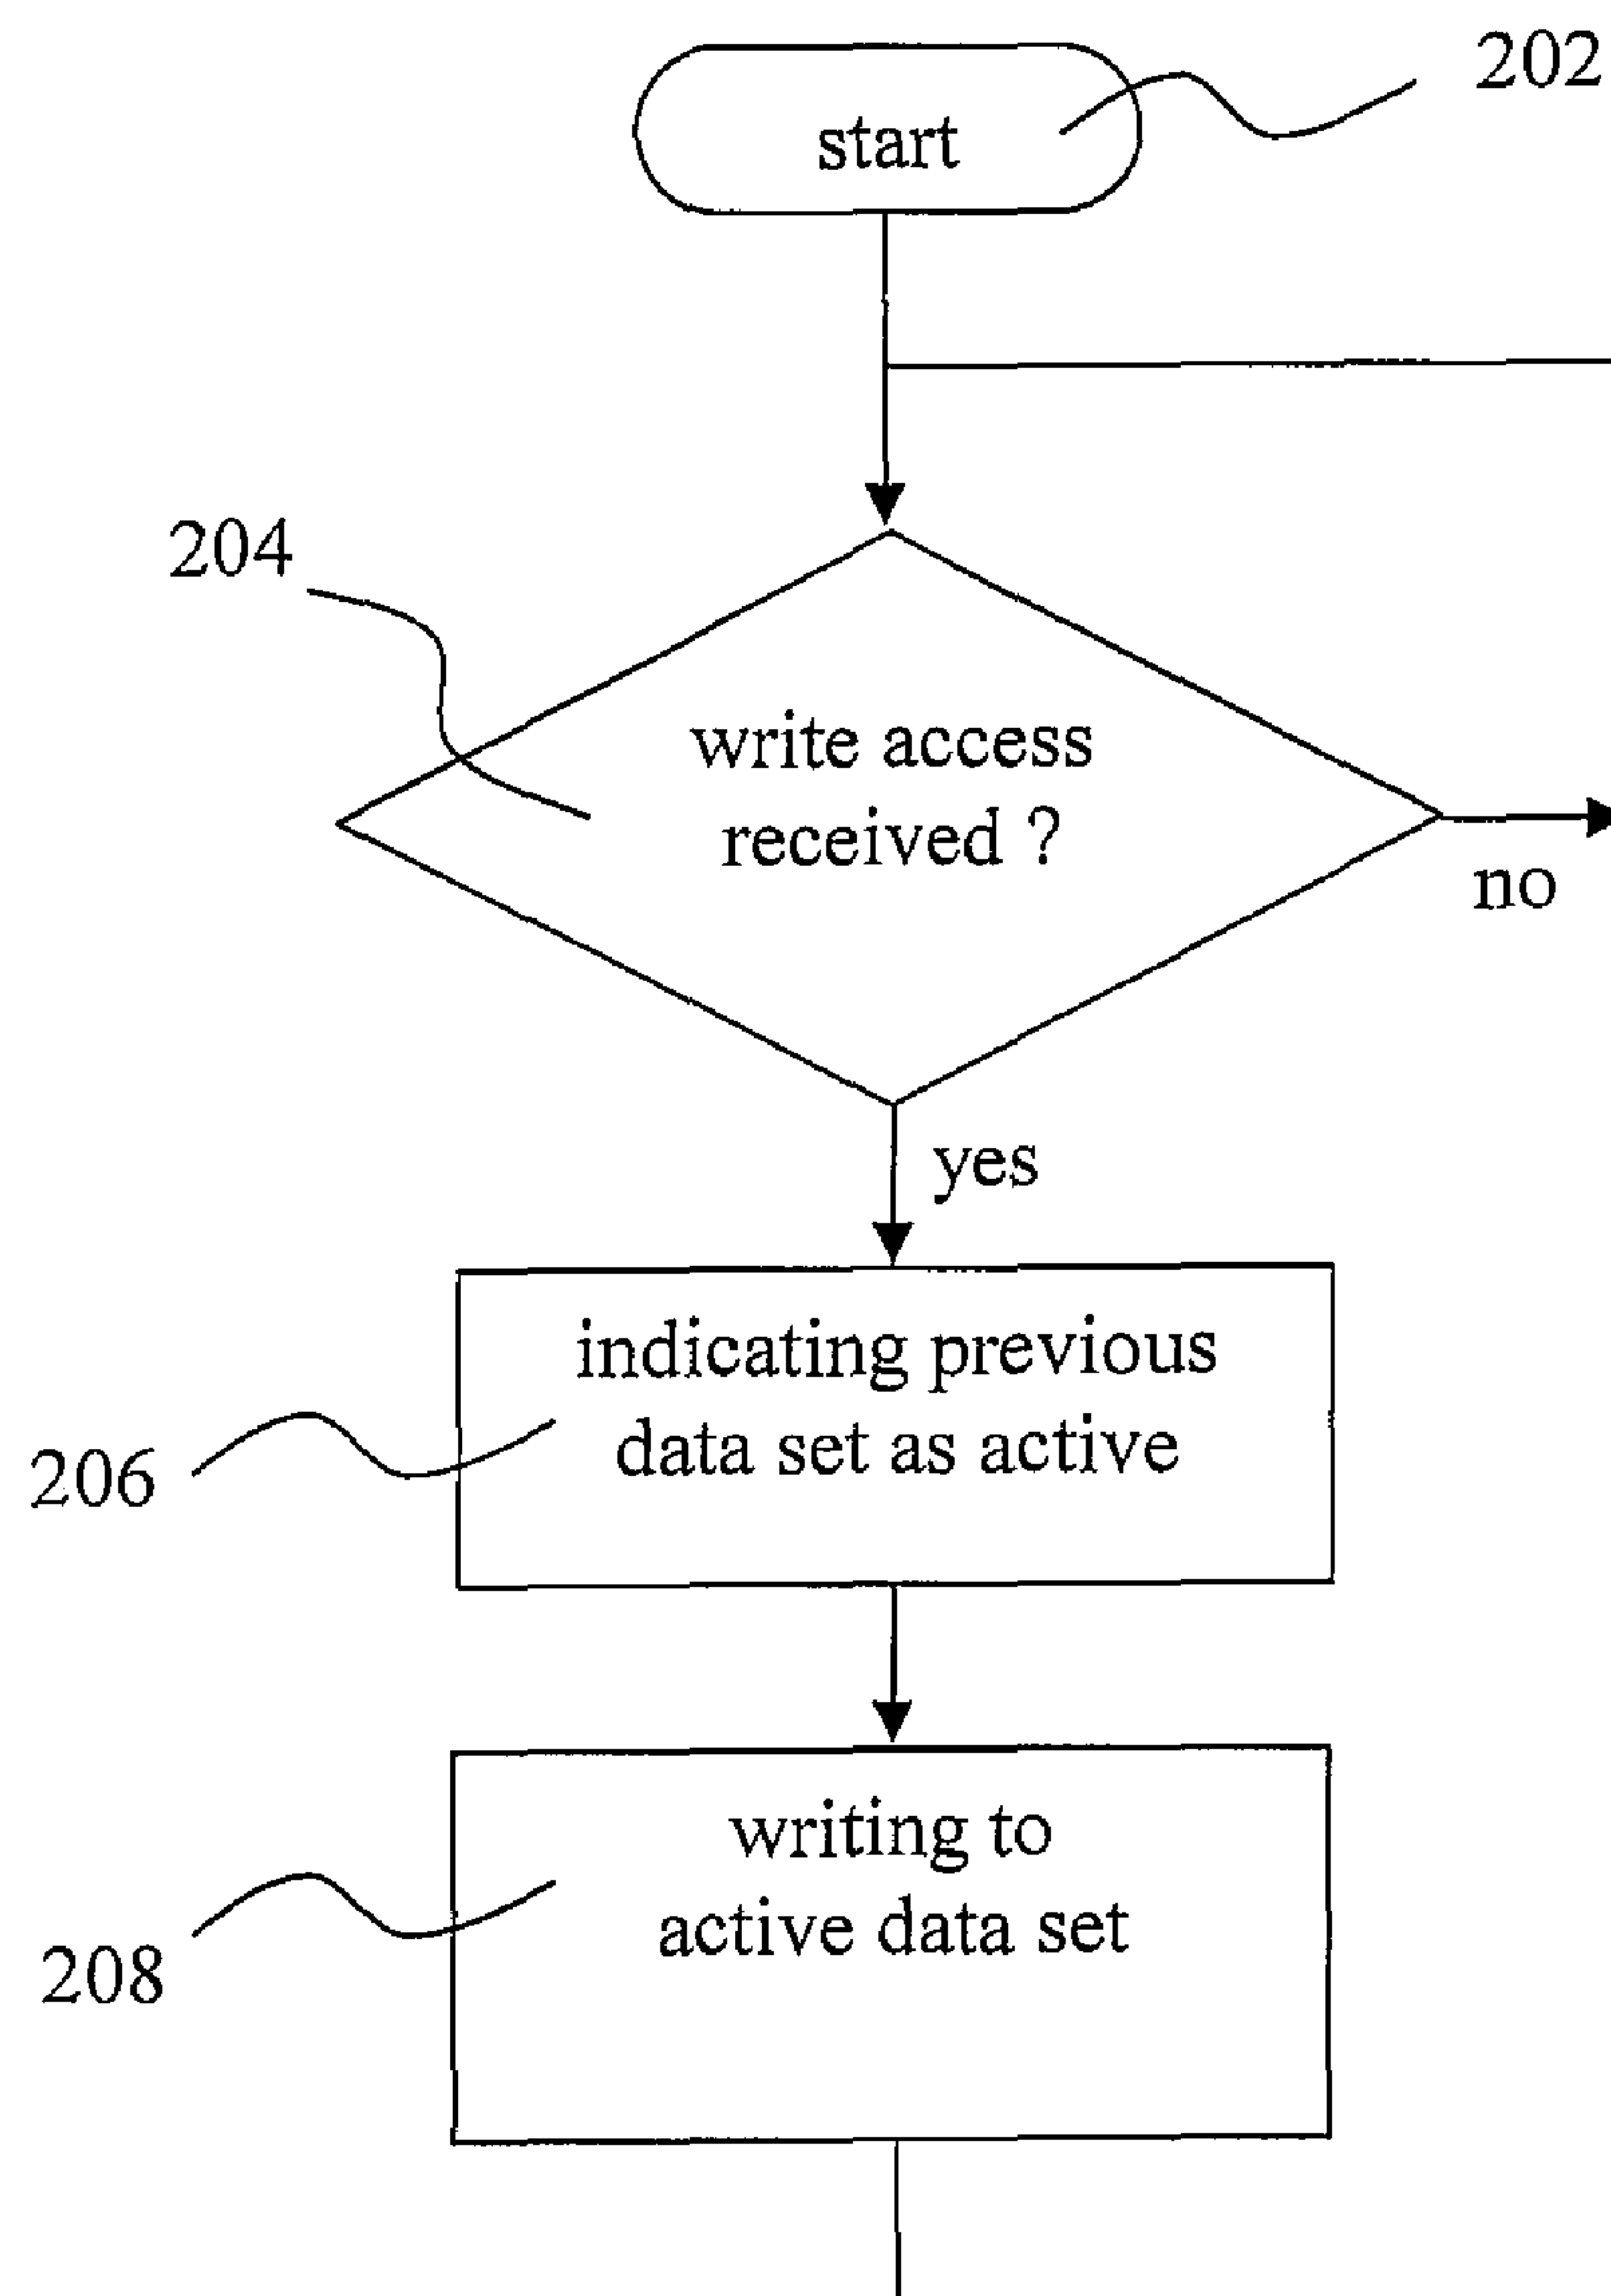 202
start
204
write access
received ?
no
yes
indicating previous
data set as active
206
writing to
active data set
208